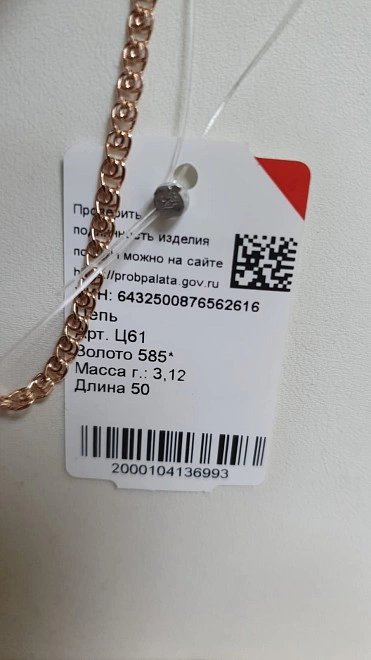 Проверить
подлинность изделия
можно на сайте
http://probpalata.gov.ru
Н: 6432500876562616
Цепь
Арт. Ц61
Золото 585*
Масса г.: 3,12
Длина 50
2000104136993